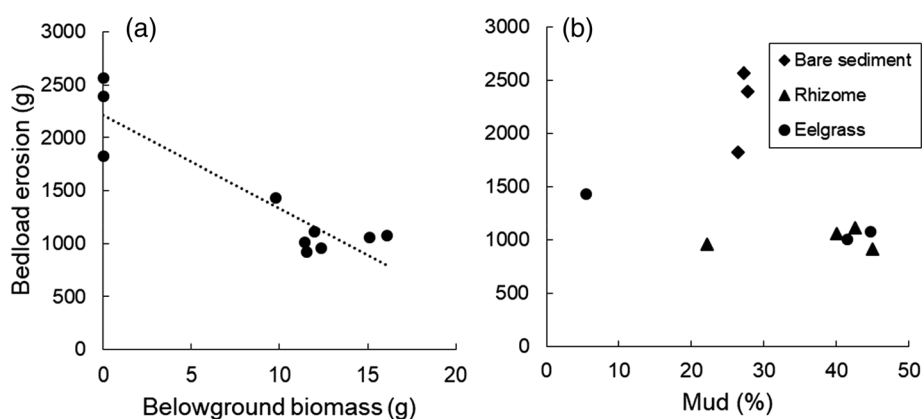 (a)
Bedload erosion (g)
3000
2500
2000
1500
1000
500
0
0 5 10 15 20
Belowground biomass (g)
(b)
3000
2500
2000
1500
1000
500
0
0 10 20 30 40 50
Mud (%)
Bare sediment
Rhizome
Eelgrass